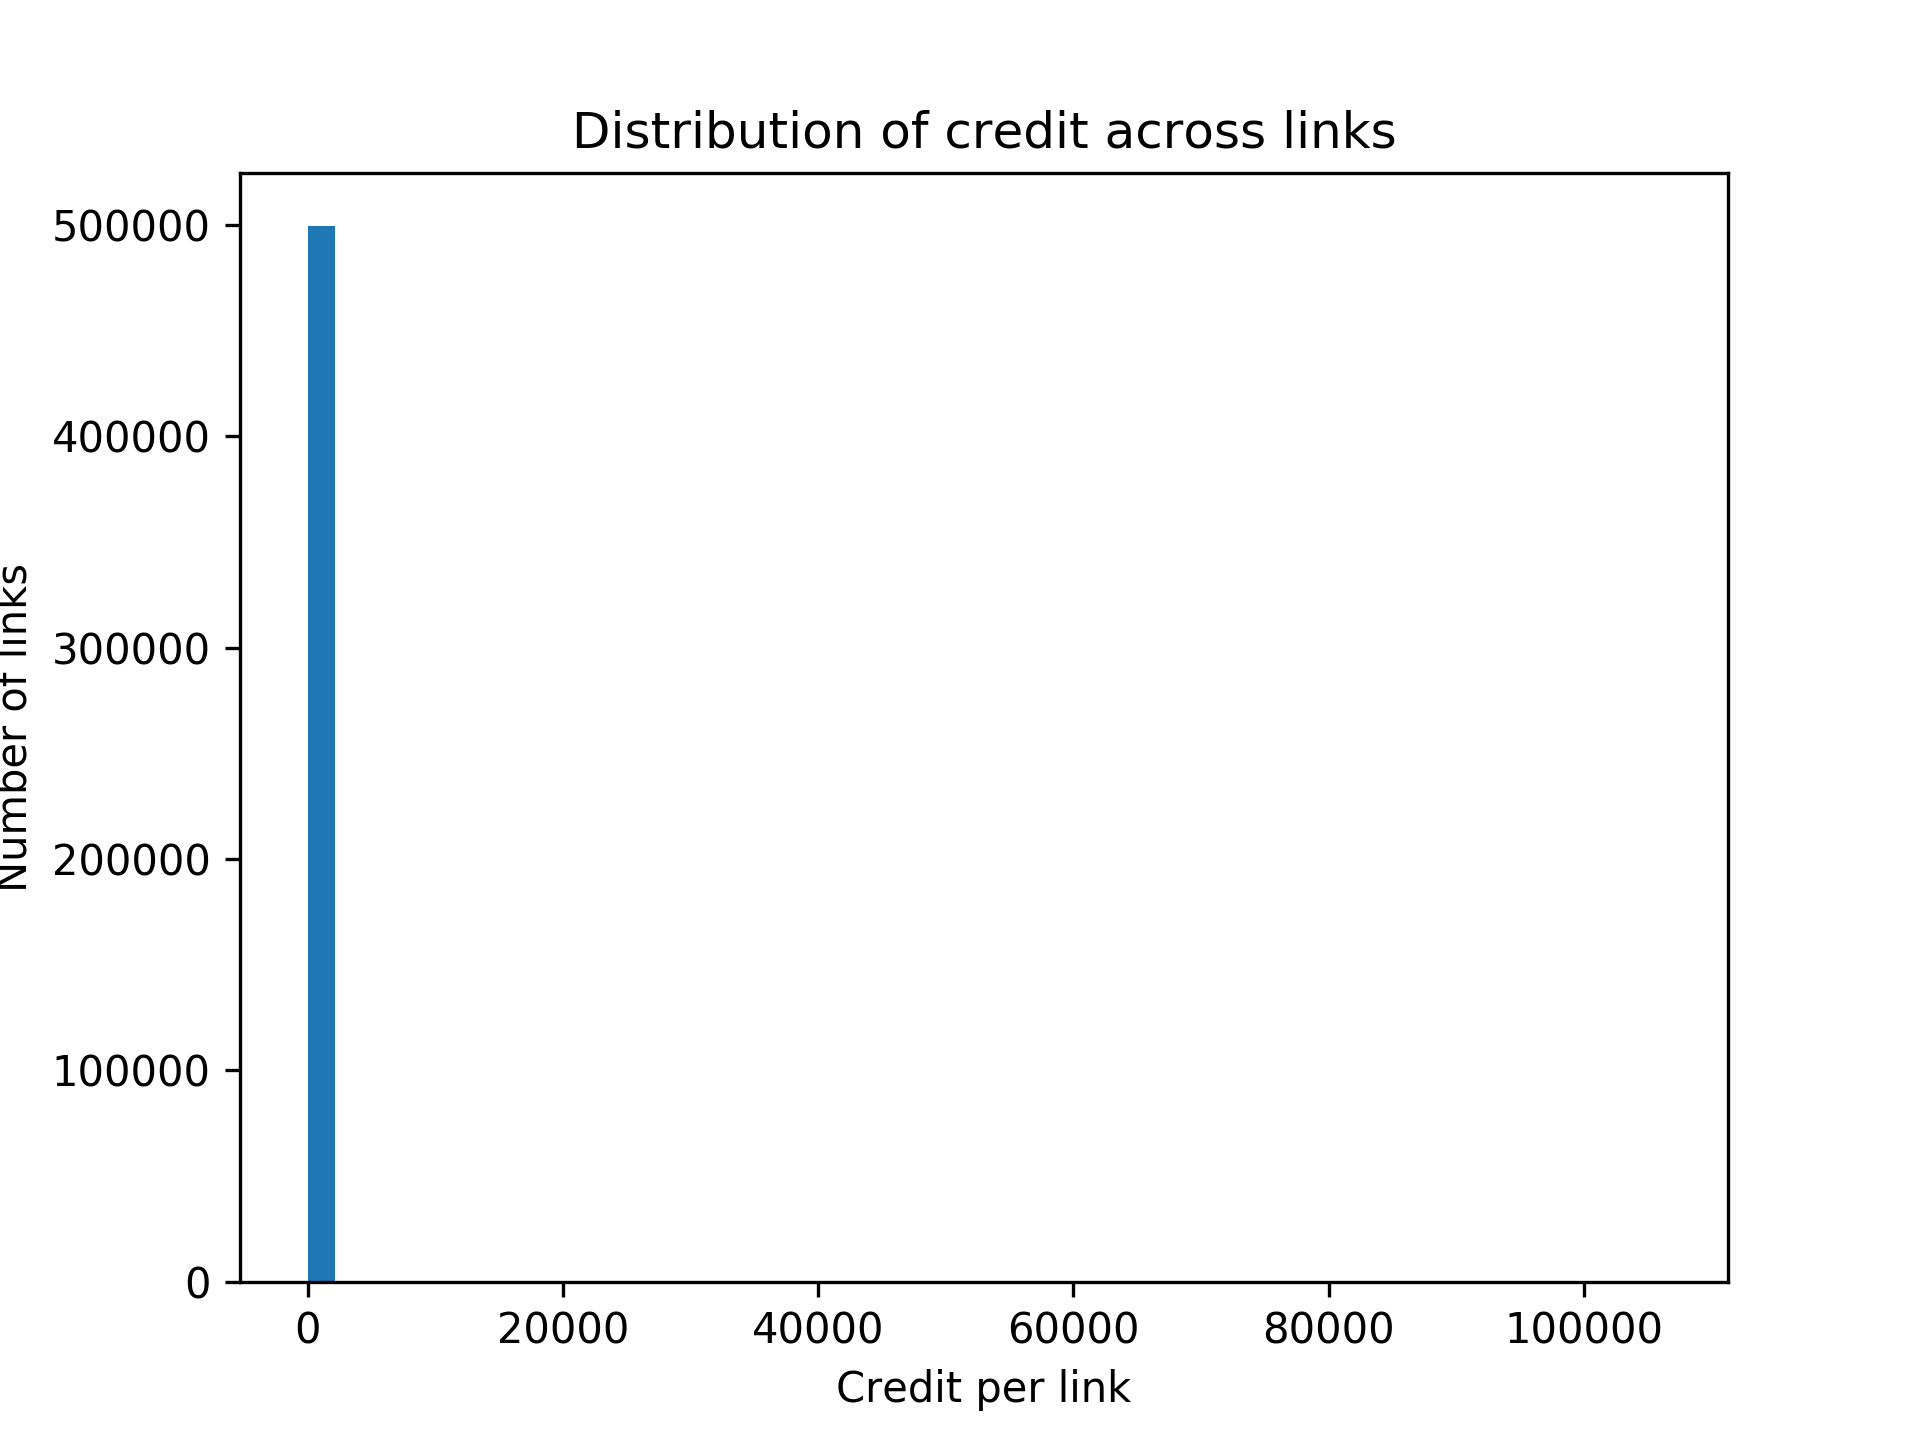 Distribution of credit across links
500000
400000
300000
200000
100000
0
Number of links
0 20000 40000 60000 80000 100000
Credit per link